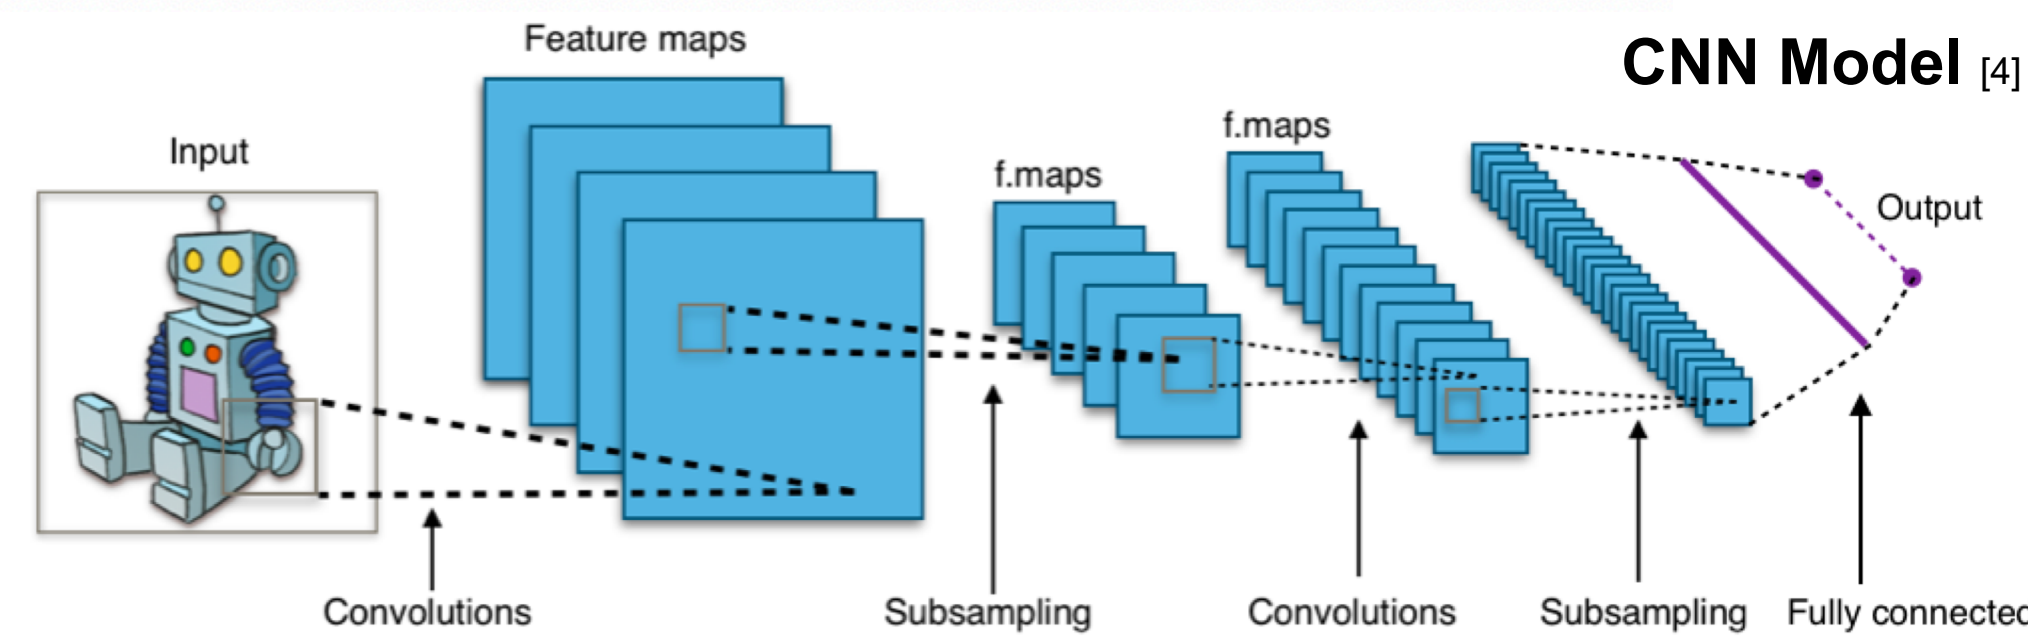 Feature maps
CNN Model [4]
Input
f.maps
f.maps
Output
Convolutions
Subsampling
Convolutions
Subsampling
Fully connected